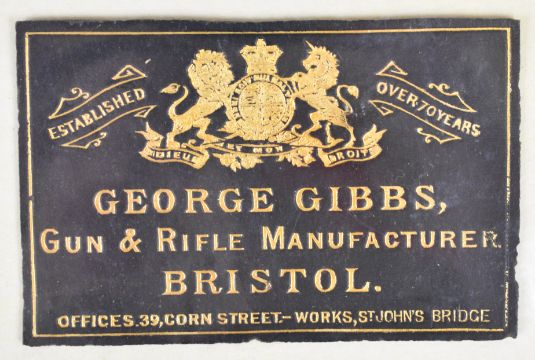 ESTABLISHED
OVER 70 YEARS
DIEU ET MON DROIT
GEORGE GIBBS,
GUN & RIFLE MANUFACTURER.
BRISTOL.
OFFICES.39,CORN STREET.-WORKS,ST JOHN'S BRIDGE